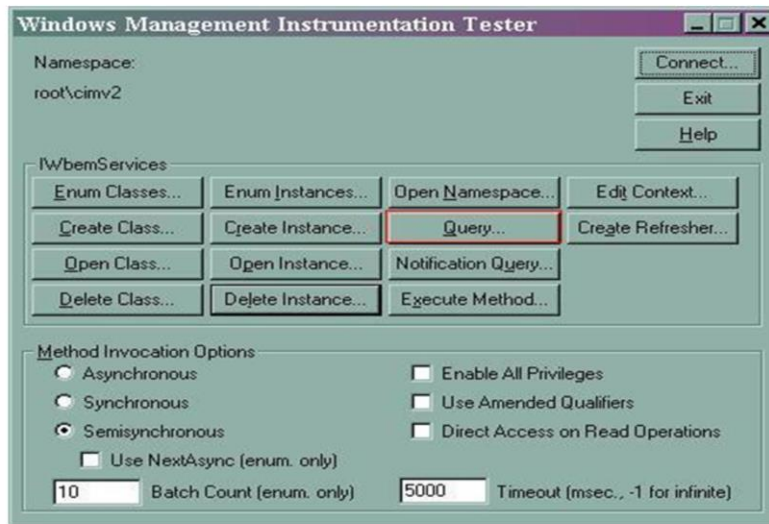 Windows Management Instrumentation Tester
Namespace:
root\cimv2
Connect...
Exit
Help
IWbemServices
Enum Classes... Enum Instances... Open Namespace... Edit Context...
Create Class... Create Instance... Query... Create Refresher...
Open Class... Open Instance... Notification Query...
Delete Class... Delete Instance... Execute Method...
Method Invocation Options
Asynchronous Enable All Privileges
Synchronous Use Amended Qualifiers
Semisynchronous Direct Access on Read Operations
Use NextAsync (enum. only)
10 Batch Count (enum. only) 5000 Timeout (msec., -1 for infinite)